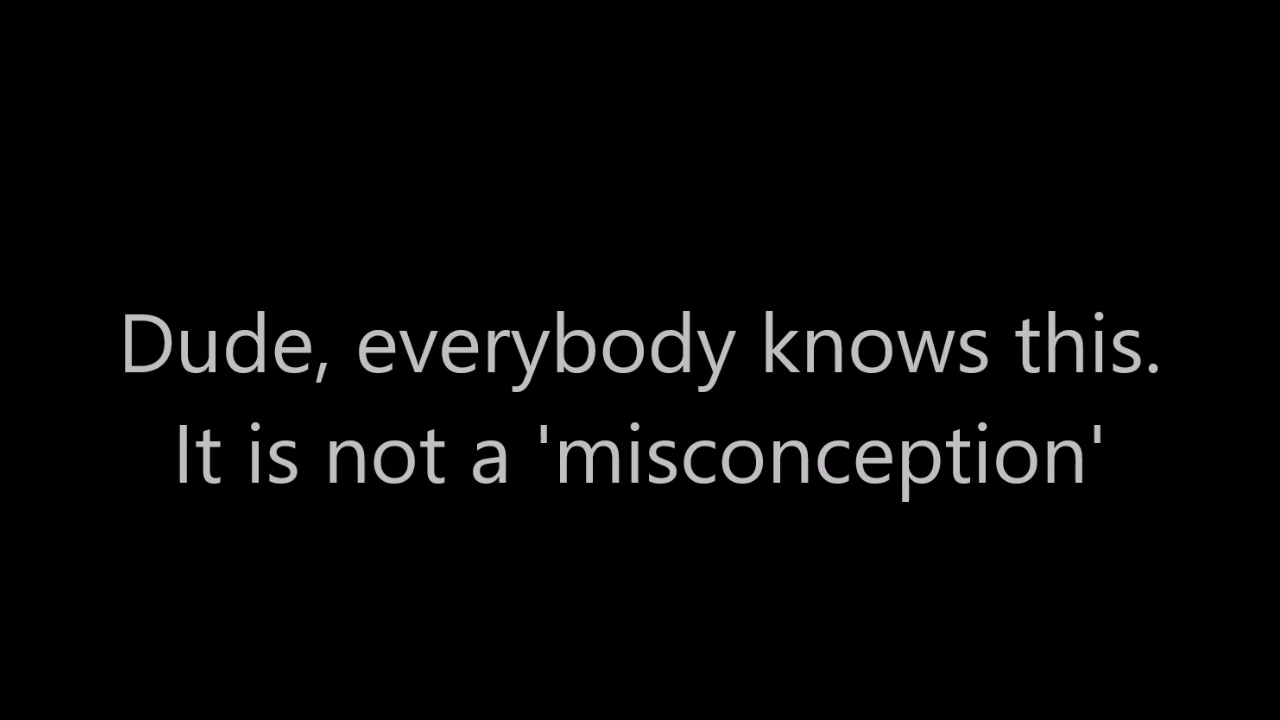 Dude, everybody knows this.
It is not a 'misconception'